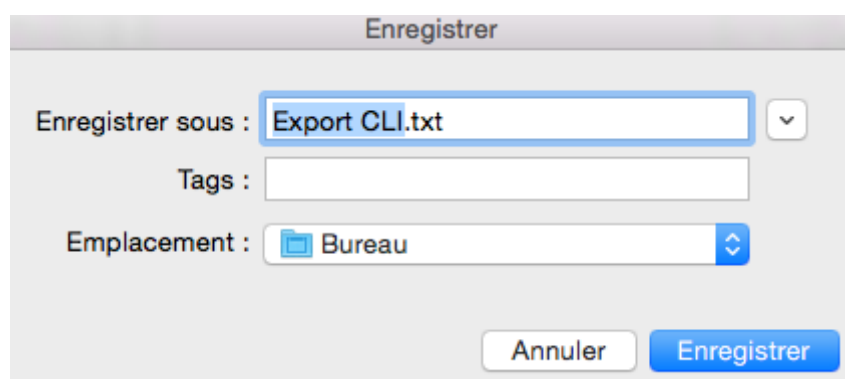 Enregistrer
Enregistrer sous : Export CLI.txt
Tags :
Emplacement : Bureau
Annuler Enregistrer